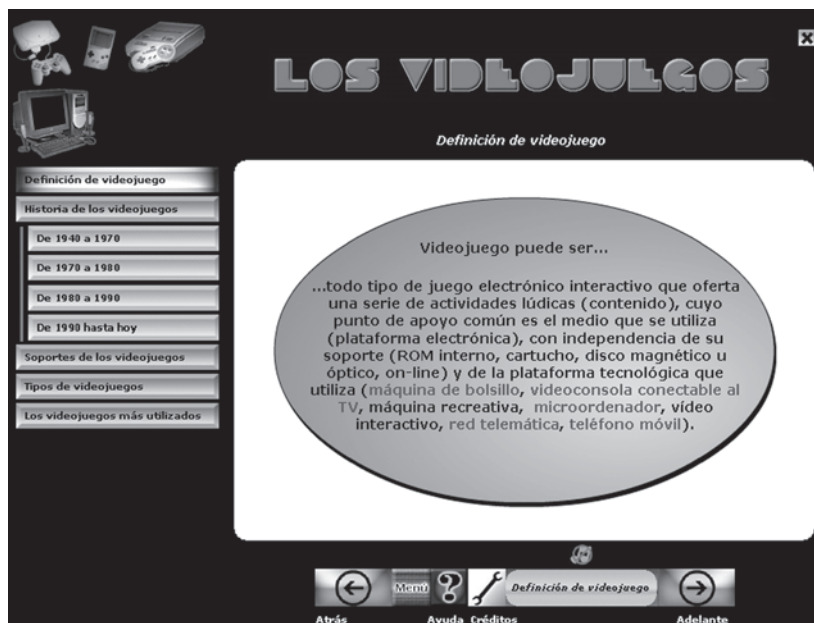 LOS VIDEOJUEGOS
Definición de videojuego
Definición de videojuego
Historia de los videojuegos
De 1940 a 1970
De 1970 a 1980
De 1980 a 1990
De 1990 hasta hoy
Soportes de los videojuegos
Tipos de videojuegos
Los videojuegos más utilizados
Videojuego puede ser...
...todo tipo de juego electrónico interactivo que oferta
una serie de actividades lúdicas (contenido), cuyo
punto de apoyo común es el medio que se utiliza
(plataforma electrónica), con independencia de su
soporte (ROM interno, cartucho, disco magnético u
óptico, on-line) y de la plataforma tecnológica que
utiliza (máquina de bolsillo, videoconsola conectable al
TV, máquina recreativa, microordenador, vídeo
interactivo, red telemática, teléfono móvil).
Menú
?
Definición de videojuego
Atrás
Ayuda
Créditos
Adelante